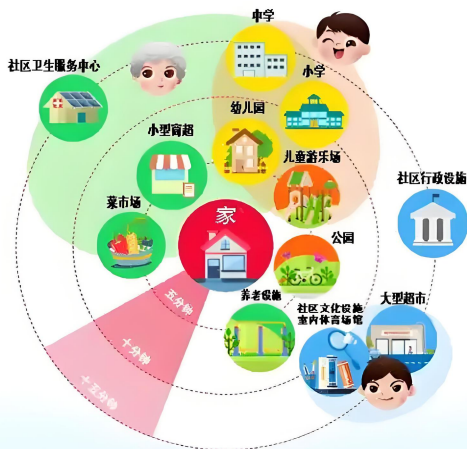 中学
社区卫生服务中心
小学
幼儿园
小型商超
儿童游乐场
社区行政设施
家
菜市场
公园
五分钟
养老设施
社区文化设施
室内体育场馆
大型超市
十分钟
十五分钟